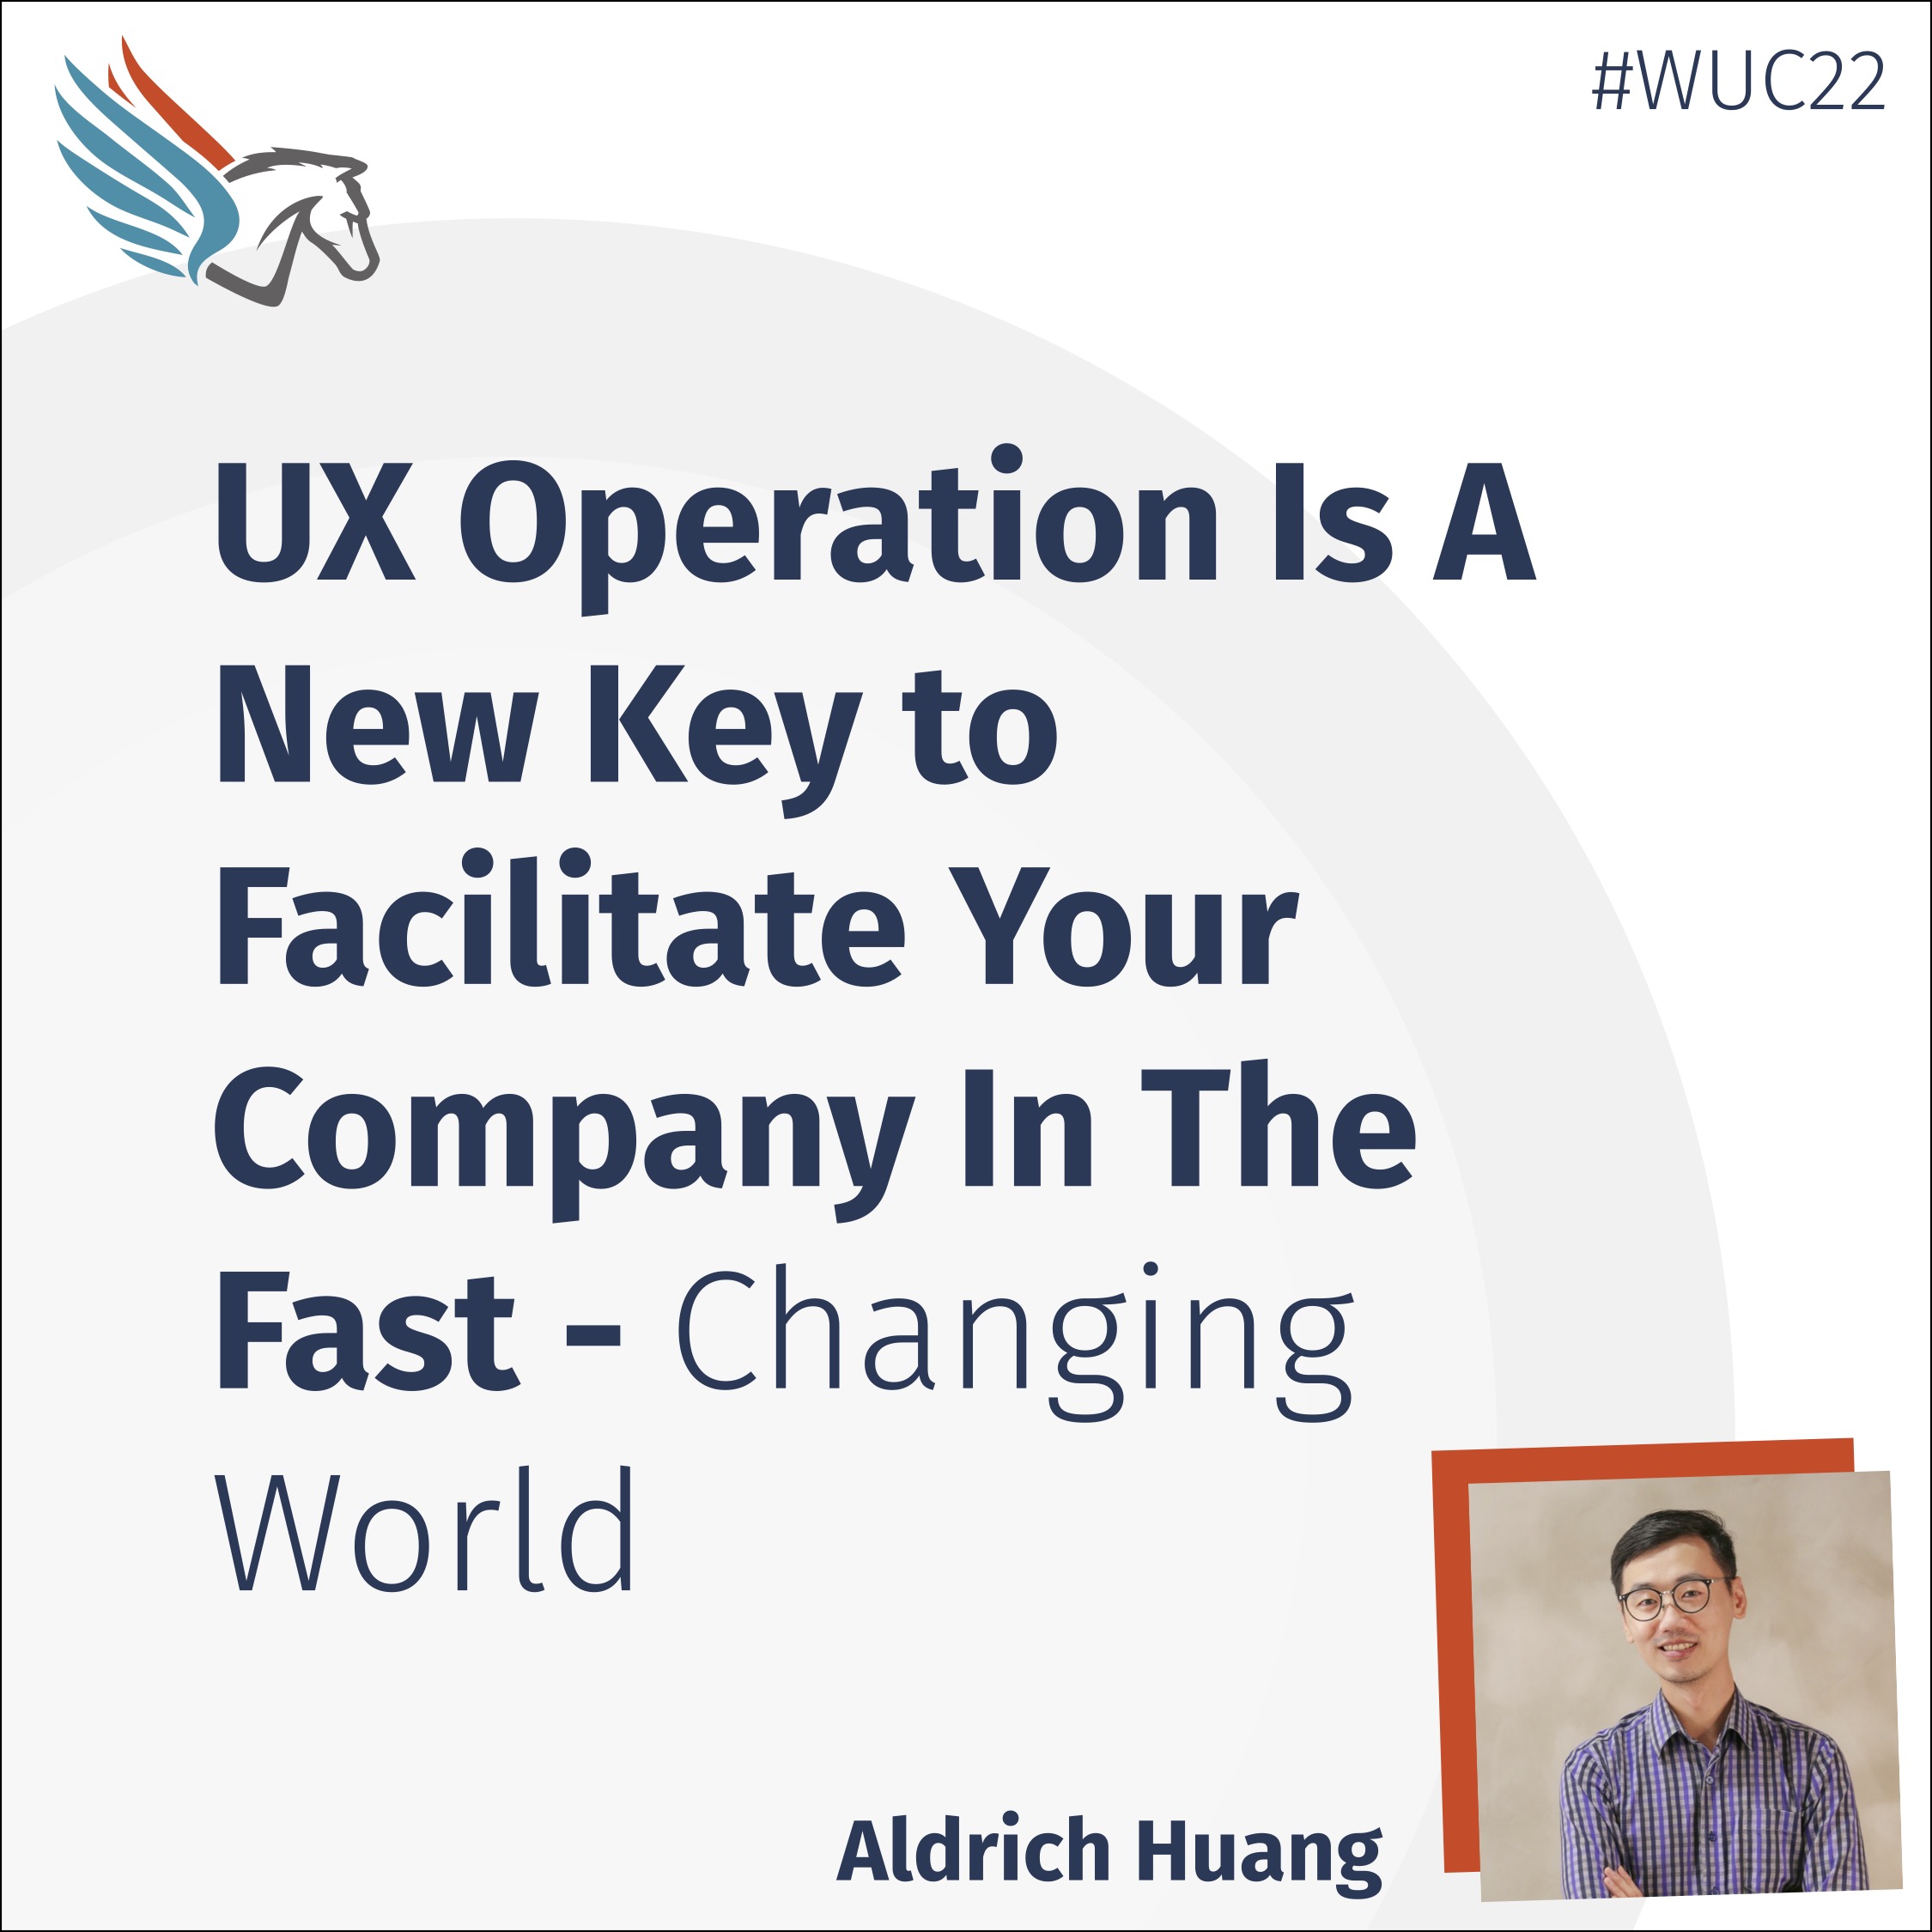 #WUC22
UX Operation Is A
New Key to
Facilitate Your
Company In The
Fast - Changing
World
Aldrich Huang